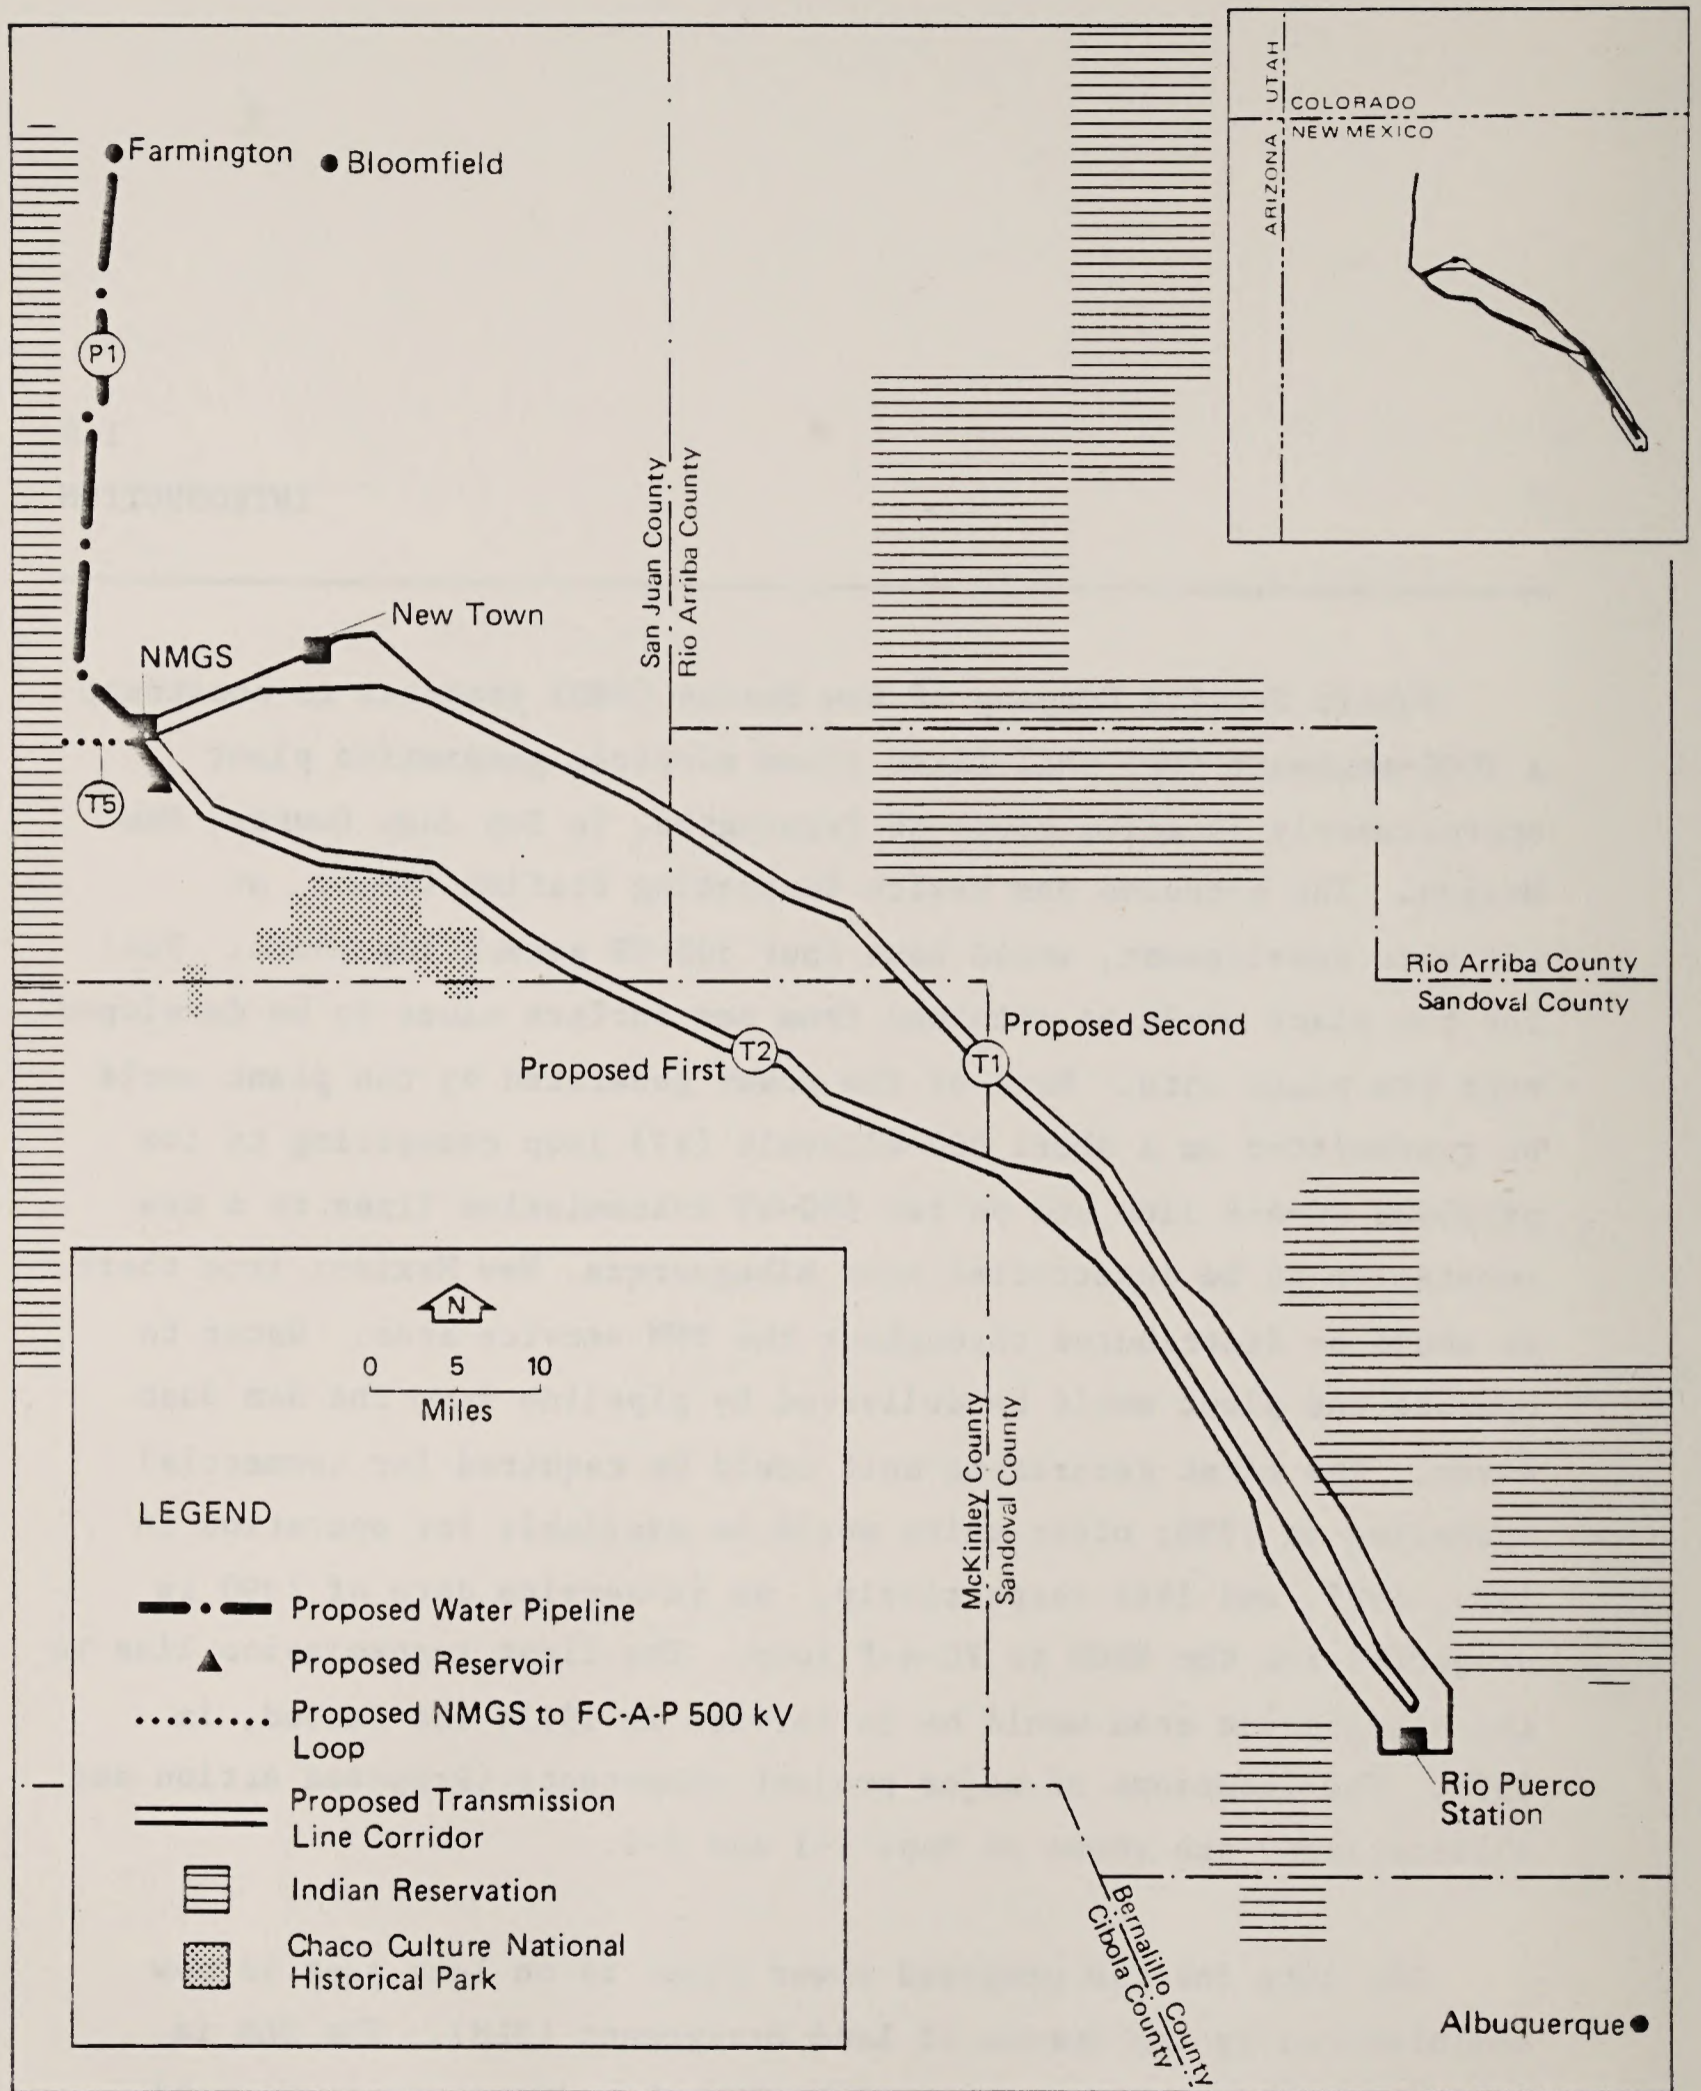 UTAH
COLORADO
NEW MEXICO
ARIZONA
Farmington
Bloomfield
P1
San Juan County
Rio Arriba County
New Town
NMGS
T5
Rio Arriba County
Sandoval County
Proposed Second
T1
T2
Proposed First
N
0 5 10
Miles
McKinley County
Sandoval County
LEGEND
Proposed Water Pipeline
Proposed Reservoir
Proposed NMGS to FC-A-P 500 kV
Loop
Proposed Transmission
Line Corridor
Indian Reservation
Chaco Culture National
Historical Park
Rio Puerco
Station
Bernalillo County
Cibola County
Albuquerque